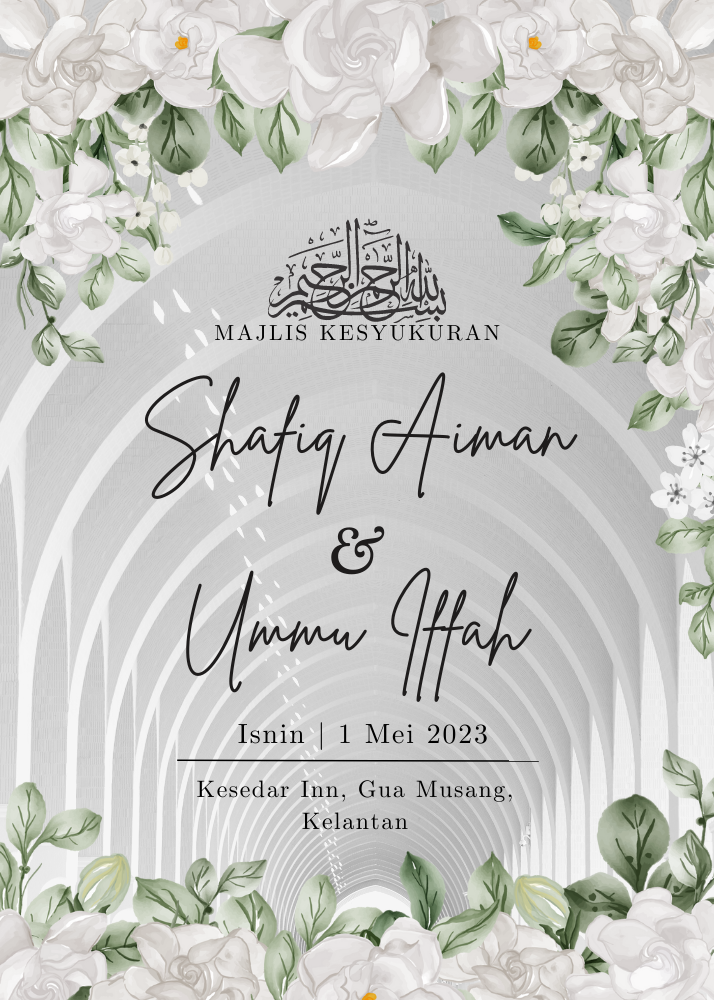 بسم الله الرحمن الرحيم
MAJLIS KESYUKURAN
Shafiq Aiman
&
Ummu Iffah
Isnin | 1 Mei 2023
Kesedar Inn, Gua Musang,
Kelantan